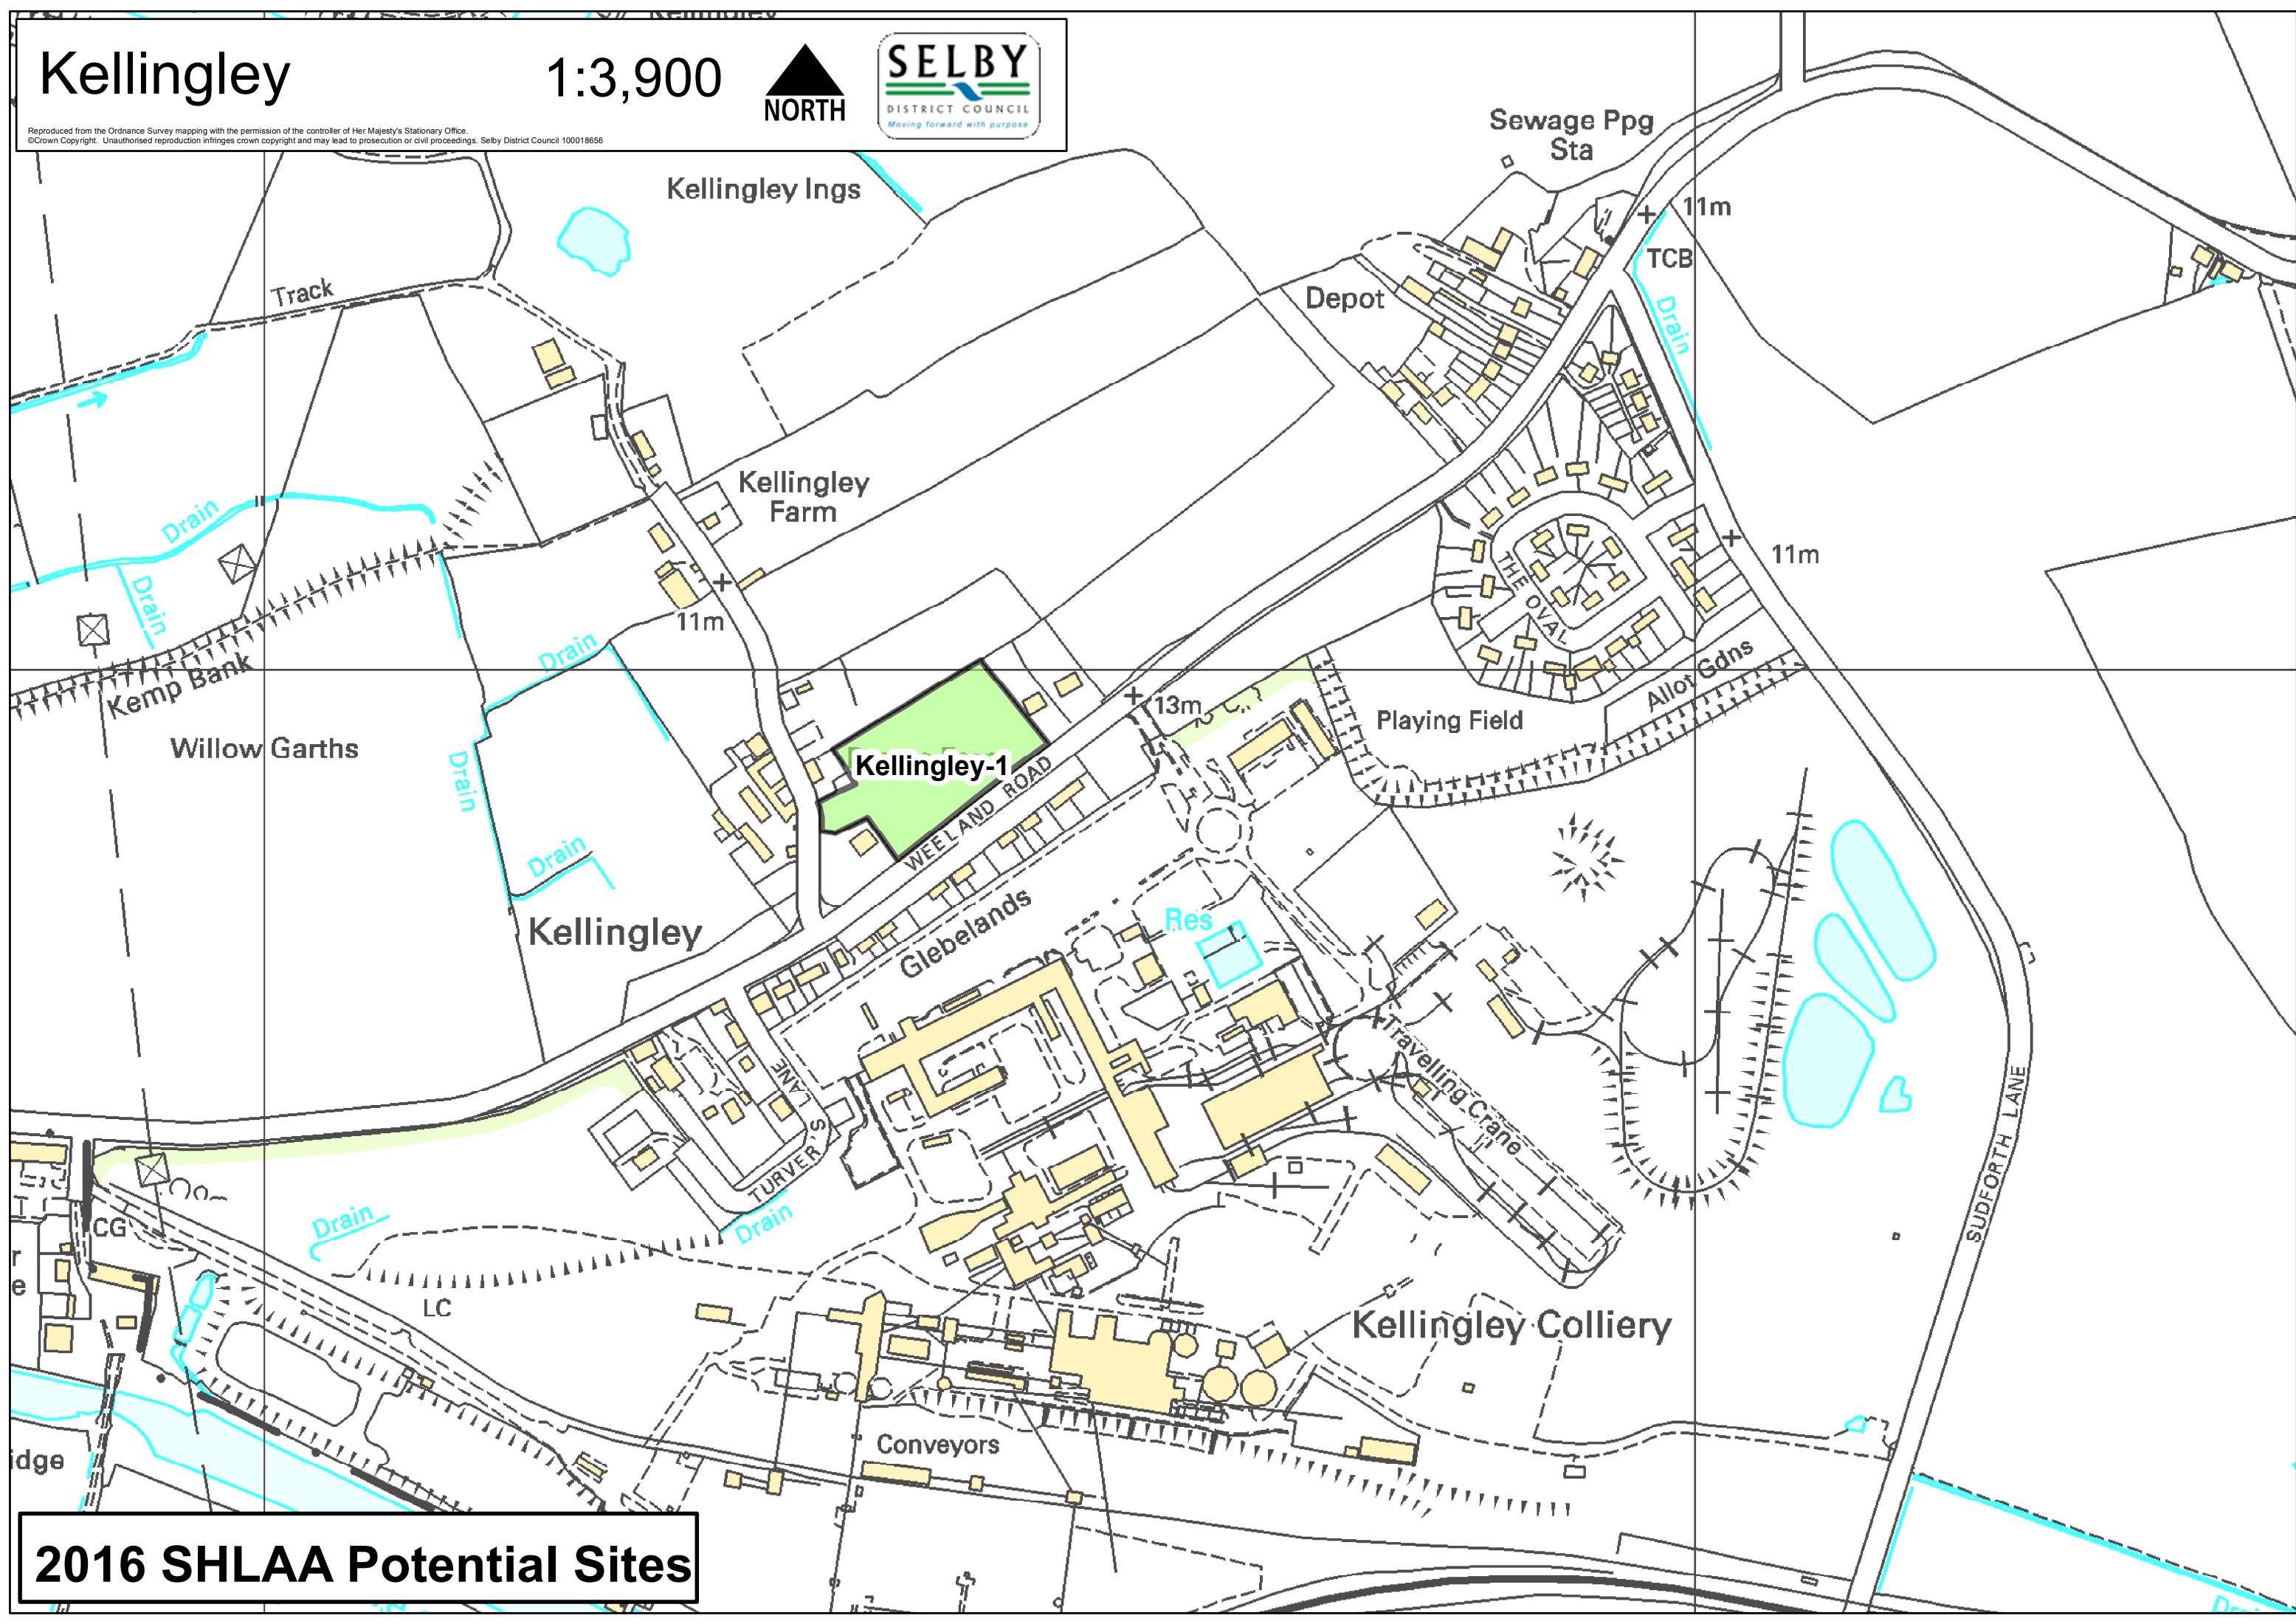 Kellingley
1:3,900
NORTH
SELBY
DISTRICT COUNCIL
Moving forward with purpose
Reproduced from the Ordnance Survey mapping with the permission of the controller of Her Majesty's Stationary Office.
©Crown Copyright. Unauthorised reproduction infringes crown copyright and may lead to prosecution or civil proceedings. Selby District Council 100018656
Sewage Ppg
Sta
Kellingley Ings
11m
TCB
Track
Depot
Drain
Kellingley
Farm
Drain
11m
Drain
THE OVAL
11m
Drain
Kemp Bank
Allot Gdns
13m
Playing Field
Willow Garths
Kellingley-1
Drain
WEELAND ROAD
Drain
Res
Kellingley
Glebelands
Travelling Crane
LANE
TURVER'S
SUDFORTH LANE
Drain
Drain
CG
r
e
LC
Kellingley Colliery
Conveyors
idge
2016 SHLAA Potential Sites